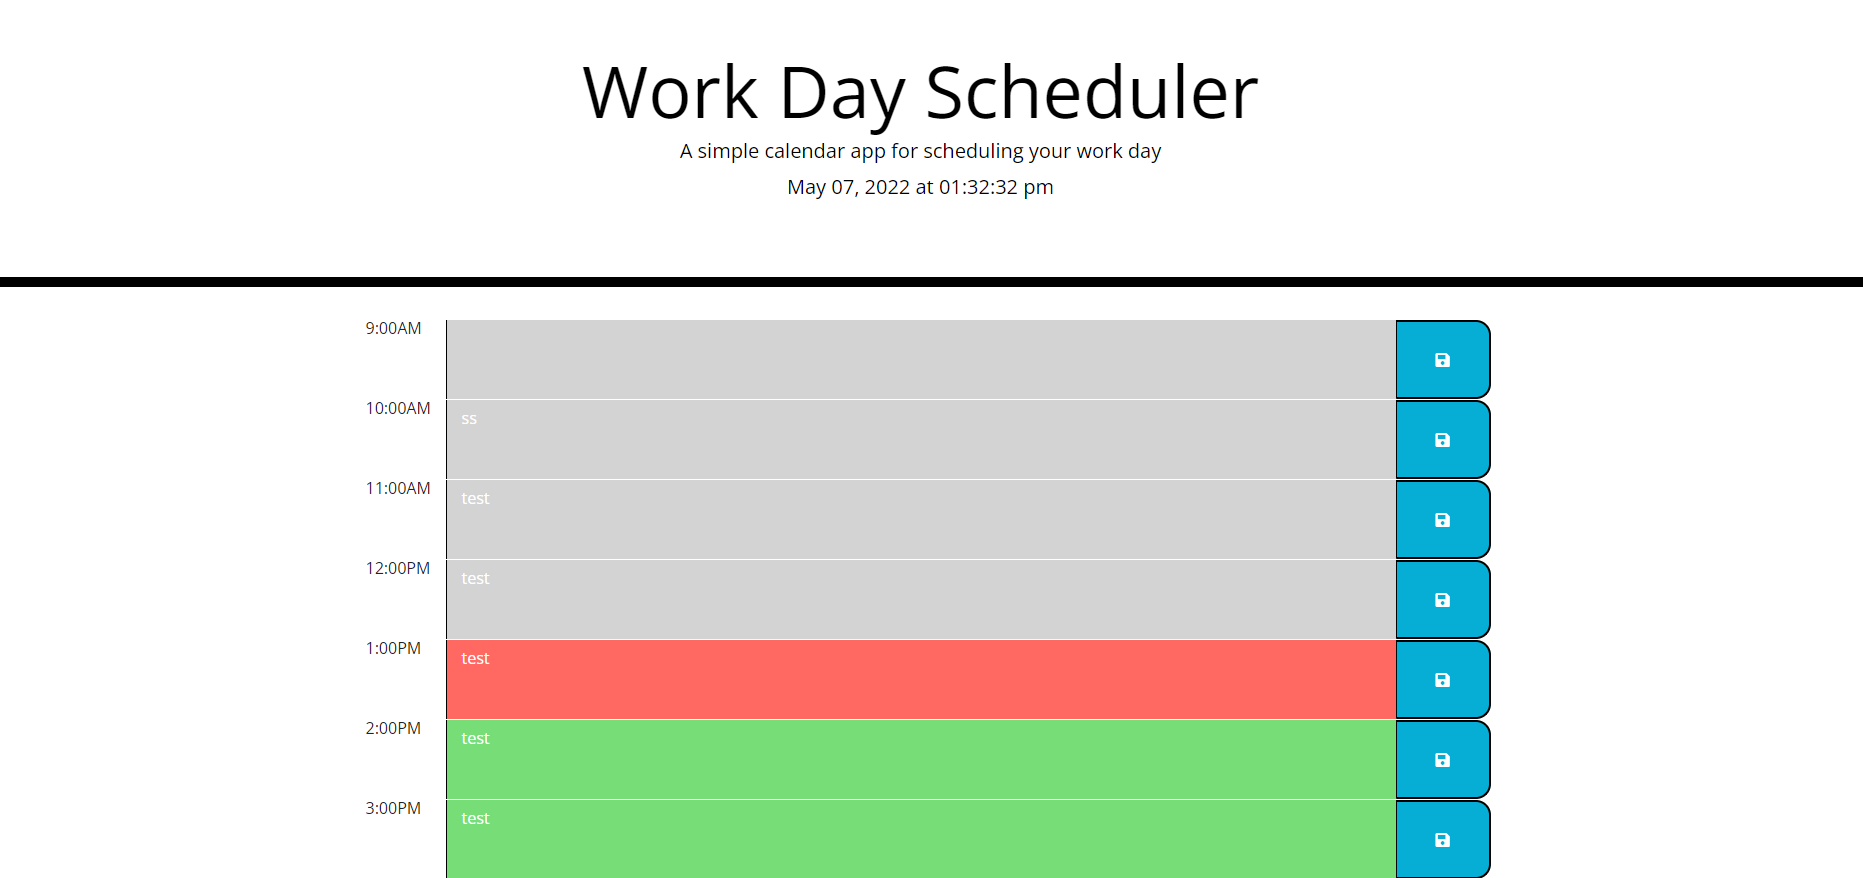 Work Day Scheduler
A simple calendar app for scheduling your work day
May 07, 2022 at 01:32:32 pm
9:00AM
10:00AM ss
11:00AM test
12:00PM test
1:00PM test
2:00PM test
3:00PM test